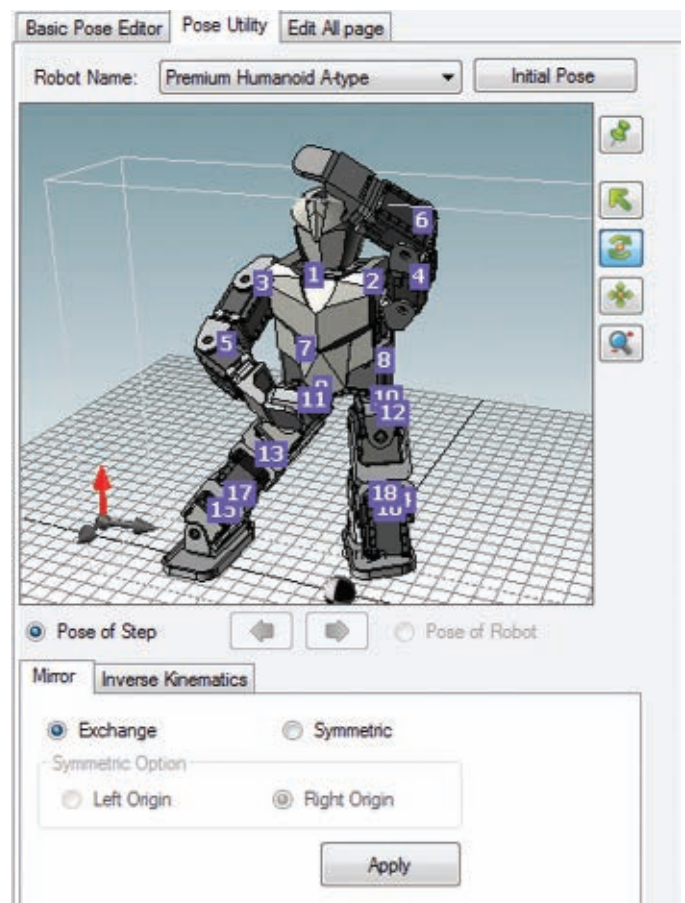 Basic Pose Editor Pose Utility Edit All page
Robot Name: Premium Humanoid A-type Initial Pose
6
1 2 4
3
5 7 8
11 12
13
17 18
15 16
Pose of Step Pose of Robot
Mirror Inverse Kinematics
Exchange Symmetric
Symmetric Option
Left Origin Right Origin
Apply